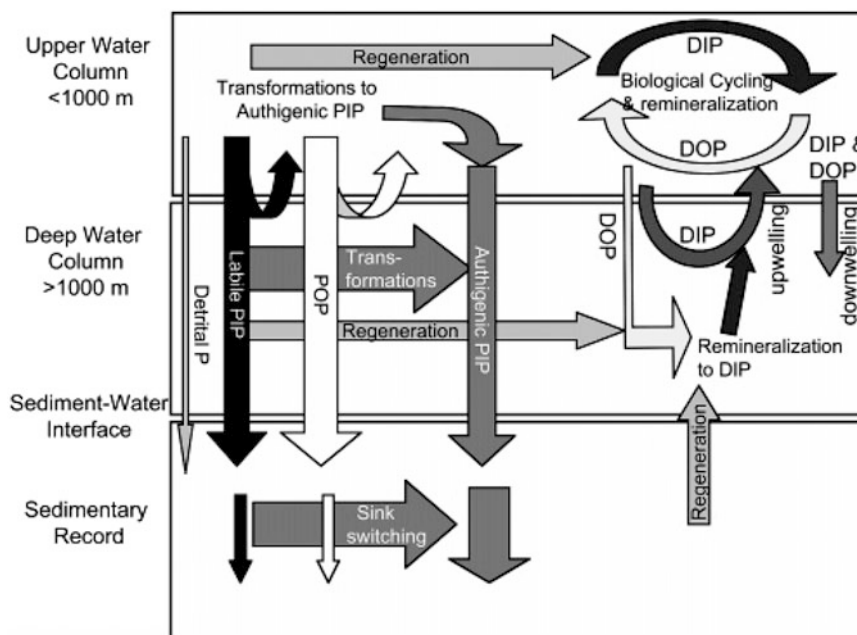 Upper Water
Column
<1000 m
Regeneration
DIP
Transformations to
Authigenic PIP
Biological Cycling
& remineralization
DOP
DIP &
DOP
Deep Water
Column
>1000 m
Detrital P
Labile PIP
POP
Trans-
formations
Authigenic PIP
DOP
DIP
upwelling
downwelling
Regeneration
Remineralization
to DIP
Sediment-Water
Interface
Regeneration
Sedimentary
Record
Sink
switching